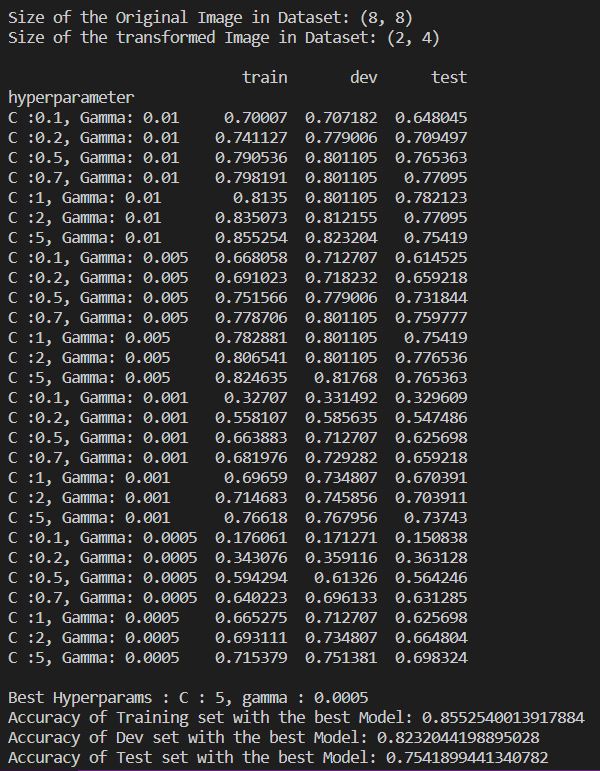 Size of the Original Image in Dataset: (8, 8)
Size of the transformed Image in Dataset: (2, 4)
train dev test
hyperparameter
C :0.1, Gamma: 0.01 0.70007 0.707182 0.648045
C :0.2, Gamma: 0.01 0.741127 0.779006 0.709497
C :0.5, Gamma: 0.01 0.790536 0.801105 0.765363
C :0.7, Gamma: 0.01 0.798191 0.801105 0.77095
C :1, Gamma: 0.01 0.8135 0.801105 0.782123
C :2, Gamma: 0.01 0.835073 0.812155 0.77095
C :5, Gamma: 0.01 0.855254 0.823204 0.75419
C :0.1, Gamma: 0.005 0.668058 0.712707 0.614525
C :0.2, Gamma: 0.005 0.691023 0.718232 0.659218
C :0.5, Gamma: 0.005 0.751566 0.779006 0.731844
C :0.7, Gamma: 0.005 0.778706 0.801105 0.759777
C :1, Gamma: 0.005 0.782881 0.801105 0.75419
C :2, Gamma: 0.005 0.806541 0.801105 0.776536
C :5, Gamma: 0.005 0.824635 0.81768 0.765363
C :0.1, Gamma: 0.001 0.32707 0.331492 0.329609
C :0.2, Gamma: 0.001 0.558107 0.585635 0.547486
C :0.5, Gamma: 0.001 0.663883 0.712707 0.625698
C :0.7, Gamma: 0.001 0.681976 0.729282 0.659218
C :1, Gamma: 0.001 0.69659 0.734807 0.670391
C :2, Gamma: 0.001 0.714683 0.745856 0.703911
C :5, Gamma: 0.001 0.76618 0.767956 0.73743
C :0.1, Gamma: 0.0005 0.176061 0.171271 0.150838
C :0.2, Gamma: 0.0005 0.343076 0.359116 0.363128
C :0.5, Gamma: 0.0005 0.594294 0.61326 0.564246
C :0.7, Gamma: 0.0005 0.640223 0.696133 0.631285
C :1, Gamma: 0.0005 0.665275 0.712707 0.625698
C :2, Gamma: 0.0005 0.693111 0.734807 0.664804
C :5, Gamma: 0.0005 0.715379 0.751381 0.698324
Best Hyperparams : C : 5, gamma : 0.0005
Accuracy of Training set with the best Model: 0.8552540013917884
Accuracy of Dev set with the best Model: 0.8232044198895028
Accuracy of Test set with the best Model: 0.7541899441340782